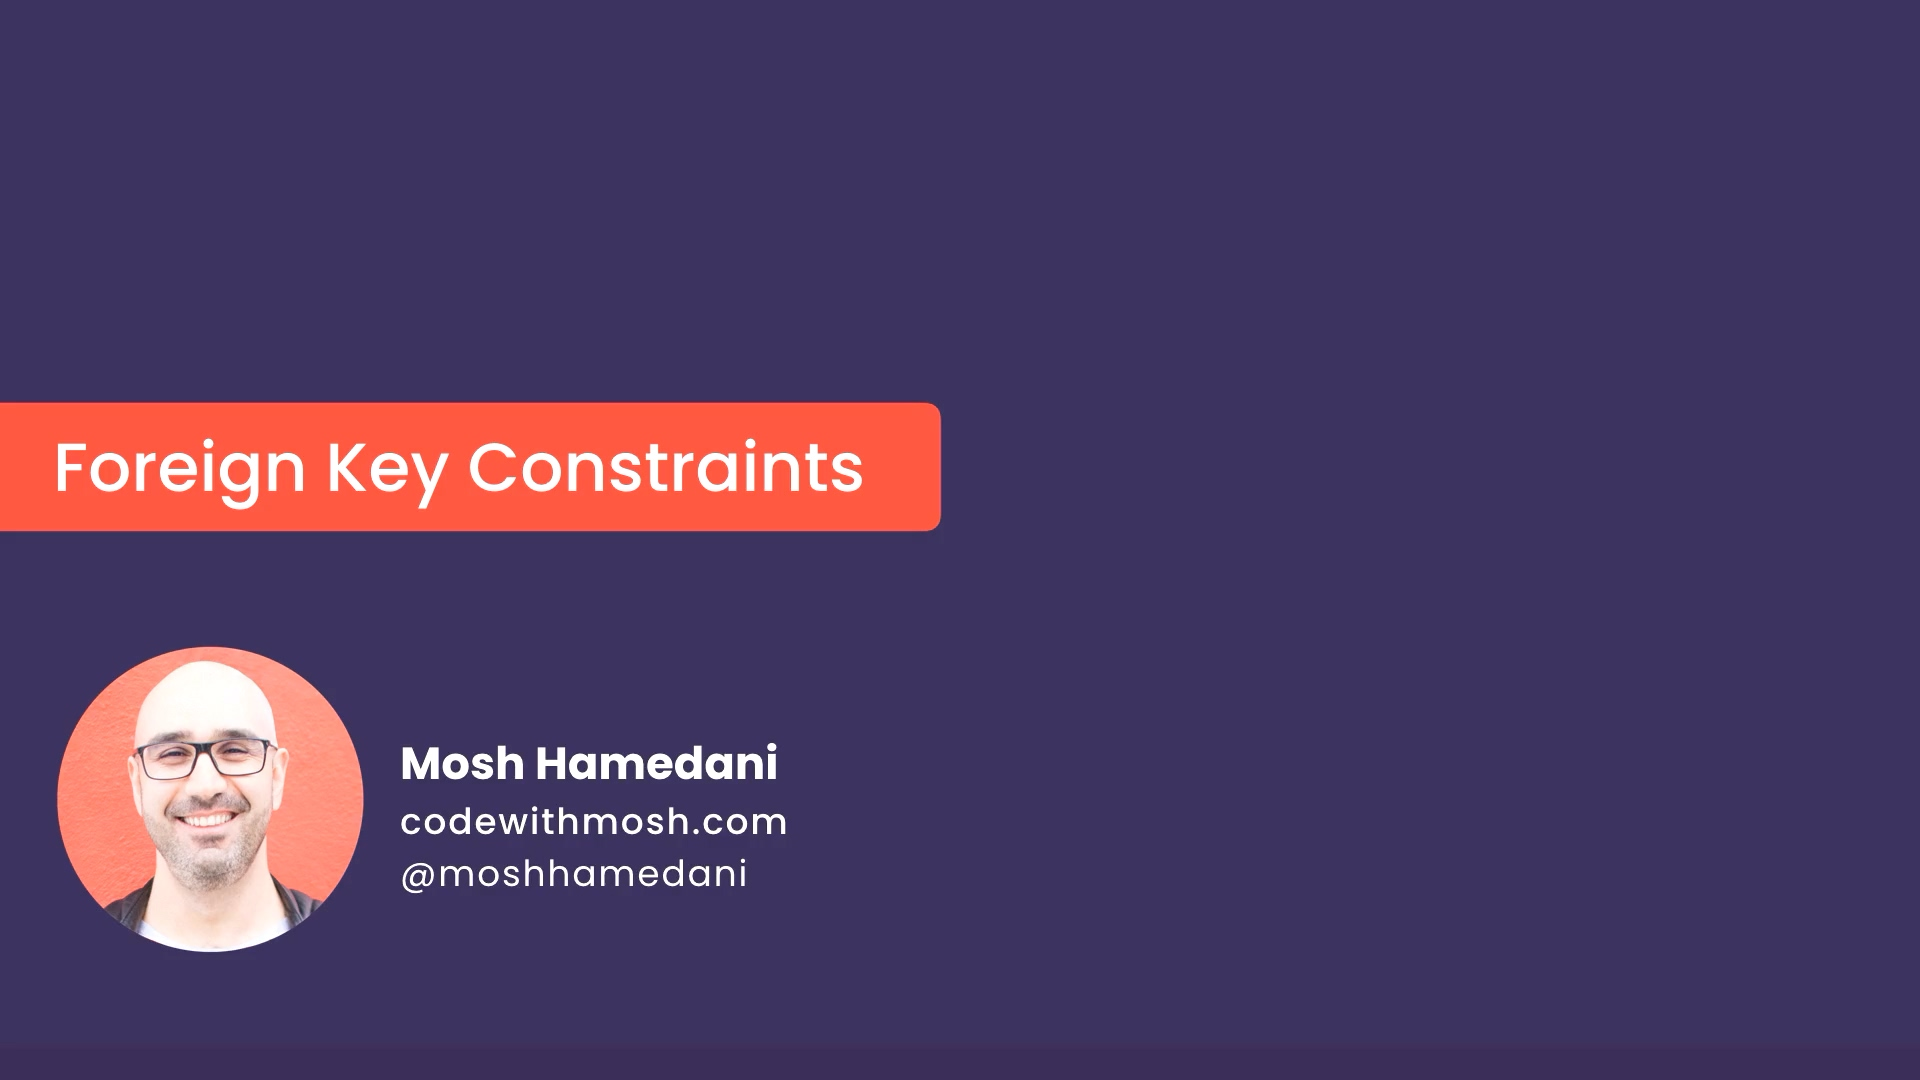 Foreign Key Constraints
Mosh Hamedani
codewithmosh.com
@moshhamedani